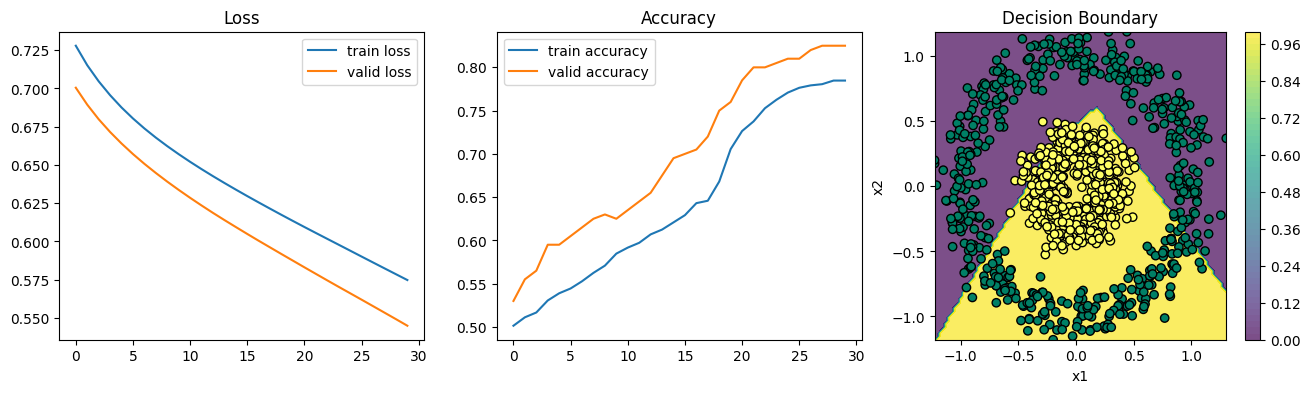 Loss
train loss
valid loss
0.725
0.700
0.675
0.650
0.625
0.600
0.575
0.550
0 5 10 15 20 25 30
Accuracy
train accuracy
valid accuracy
0.80
0.75
0.70
0.65
0.60
0.55
0.50
0 5 10 15 20 25 30
Decision Boundary
x2
1.0
0.5
0.0
−0.5
−1.0
−1.0 −0.5 0.0 0.5 1.0
x1
0.96
0.84
0.72
0.60
0.48
0.36
0.24
0.12
0.00